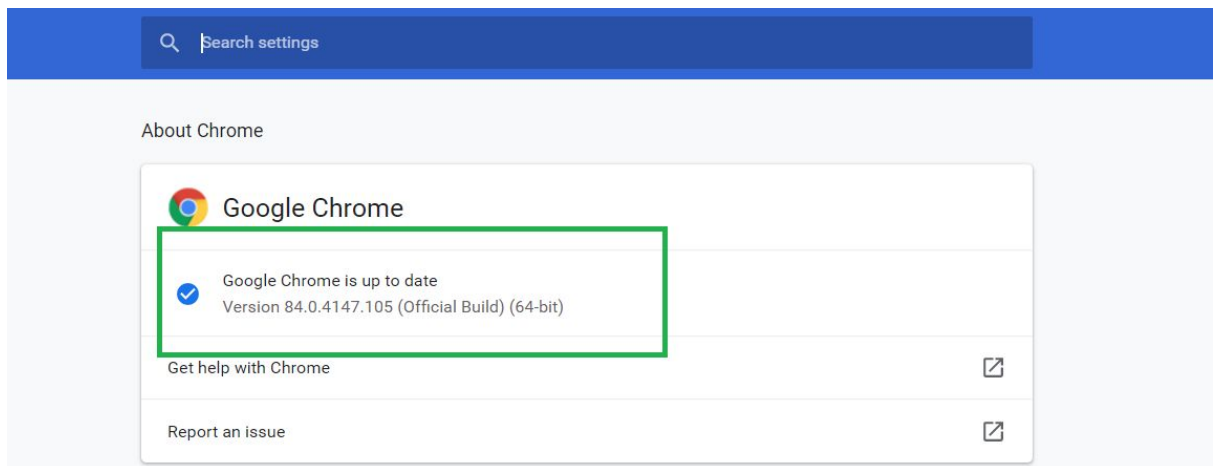 Search settings
About Chrome
Google Chrome
Google Chrome is up to date
Version 84.0.4147.105 (Official Build) (64-bit)
Get help with Chrome
Report an issue